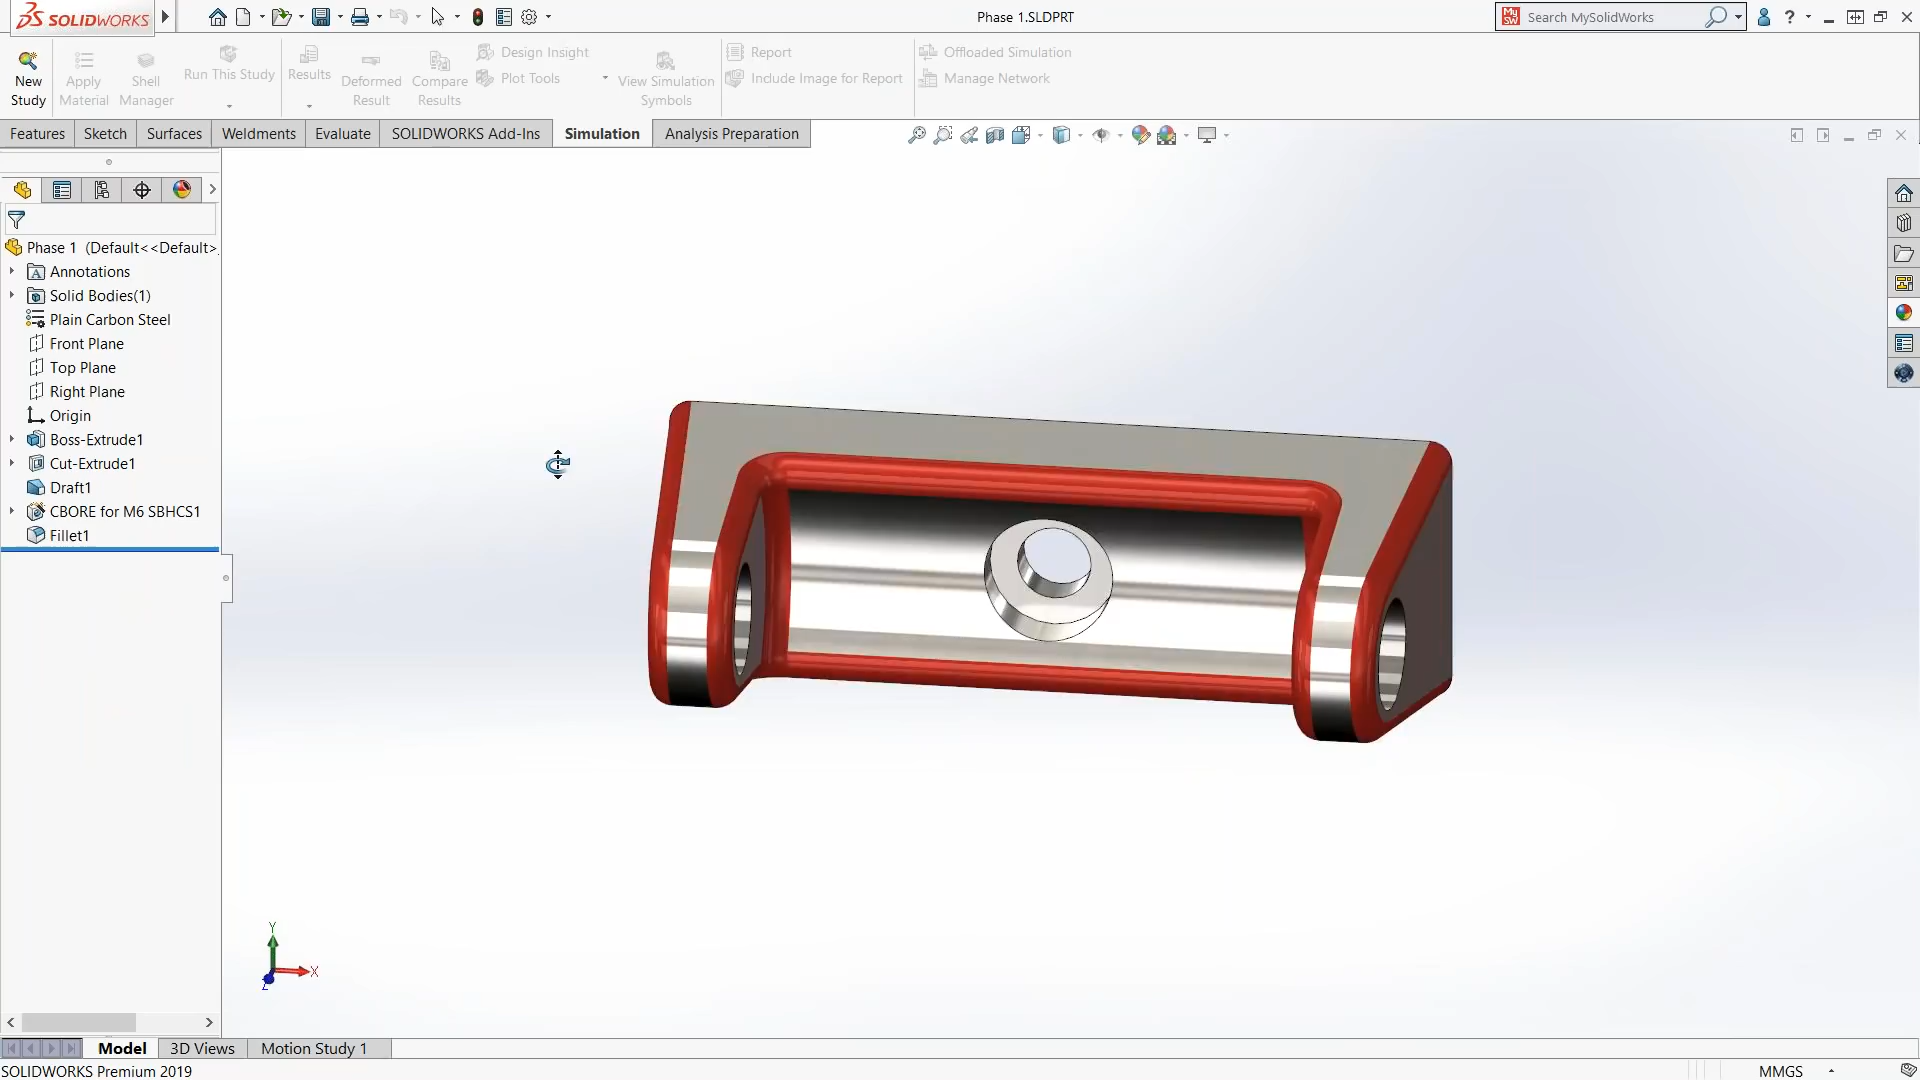 SOLIDWORKS
Phase 1.SLDPRT
Search MySolidWorks
New Study
Apply Material
Shell Manager
Run This Study
Results
Deformed Result
Compare Results
Design Insight
Plot Tools
View Simulation Symbols
Report
Include Image for Report
Offloaded Simulation
Manage Network
Features
Sketch
Surfaces
Weldments
Evaluate
SOLIDWORKS Add-Ins
Simulation
Analysis Preparation
Phase 1 (Default<<Default>
Annotations
Solid Bodies(1)
Plain Carbon Steel
Front Plane
Top Plane
Right Plane
Origin
Boss-Extrude1
Cut-Extrude1
Draft1
CBORE for M6 SBHCS1
Fillet1
Y
X
Z
Model
3D Views
Motion Study 1
SOLIDWORKS Premium 2019
MMGS